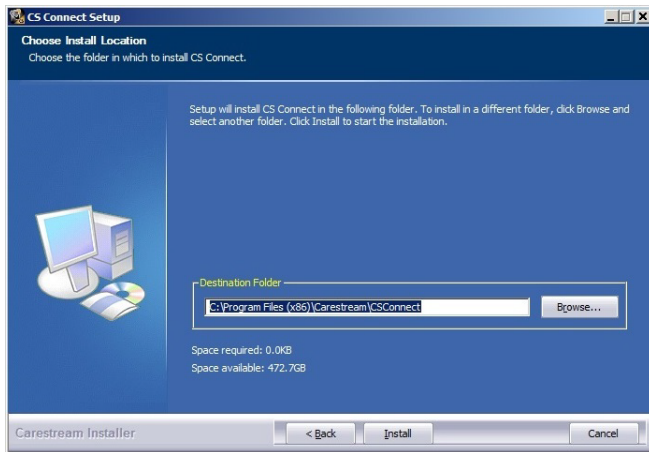 CS Connect Setup
Choose Install Location
Choose the folder in which to install CS Connect.
Setup will install CS Connect in the following folder. To install in a different folder, click Browse and
select another folder. Click Install to start the installation.
Destination Folder
C:\Program Files (x86)\Carestream\CSConnect
Browse...
Space required: 0.0KB
Space available: 472.7GB
Carestream Installer
< Back
Install
Cancel